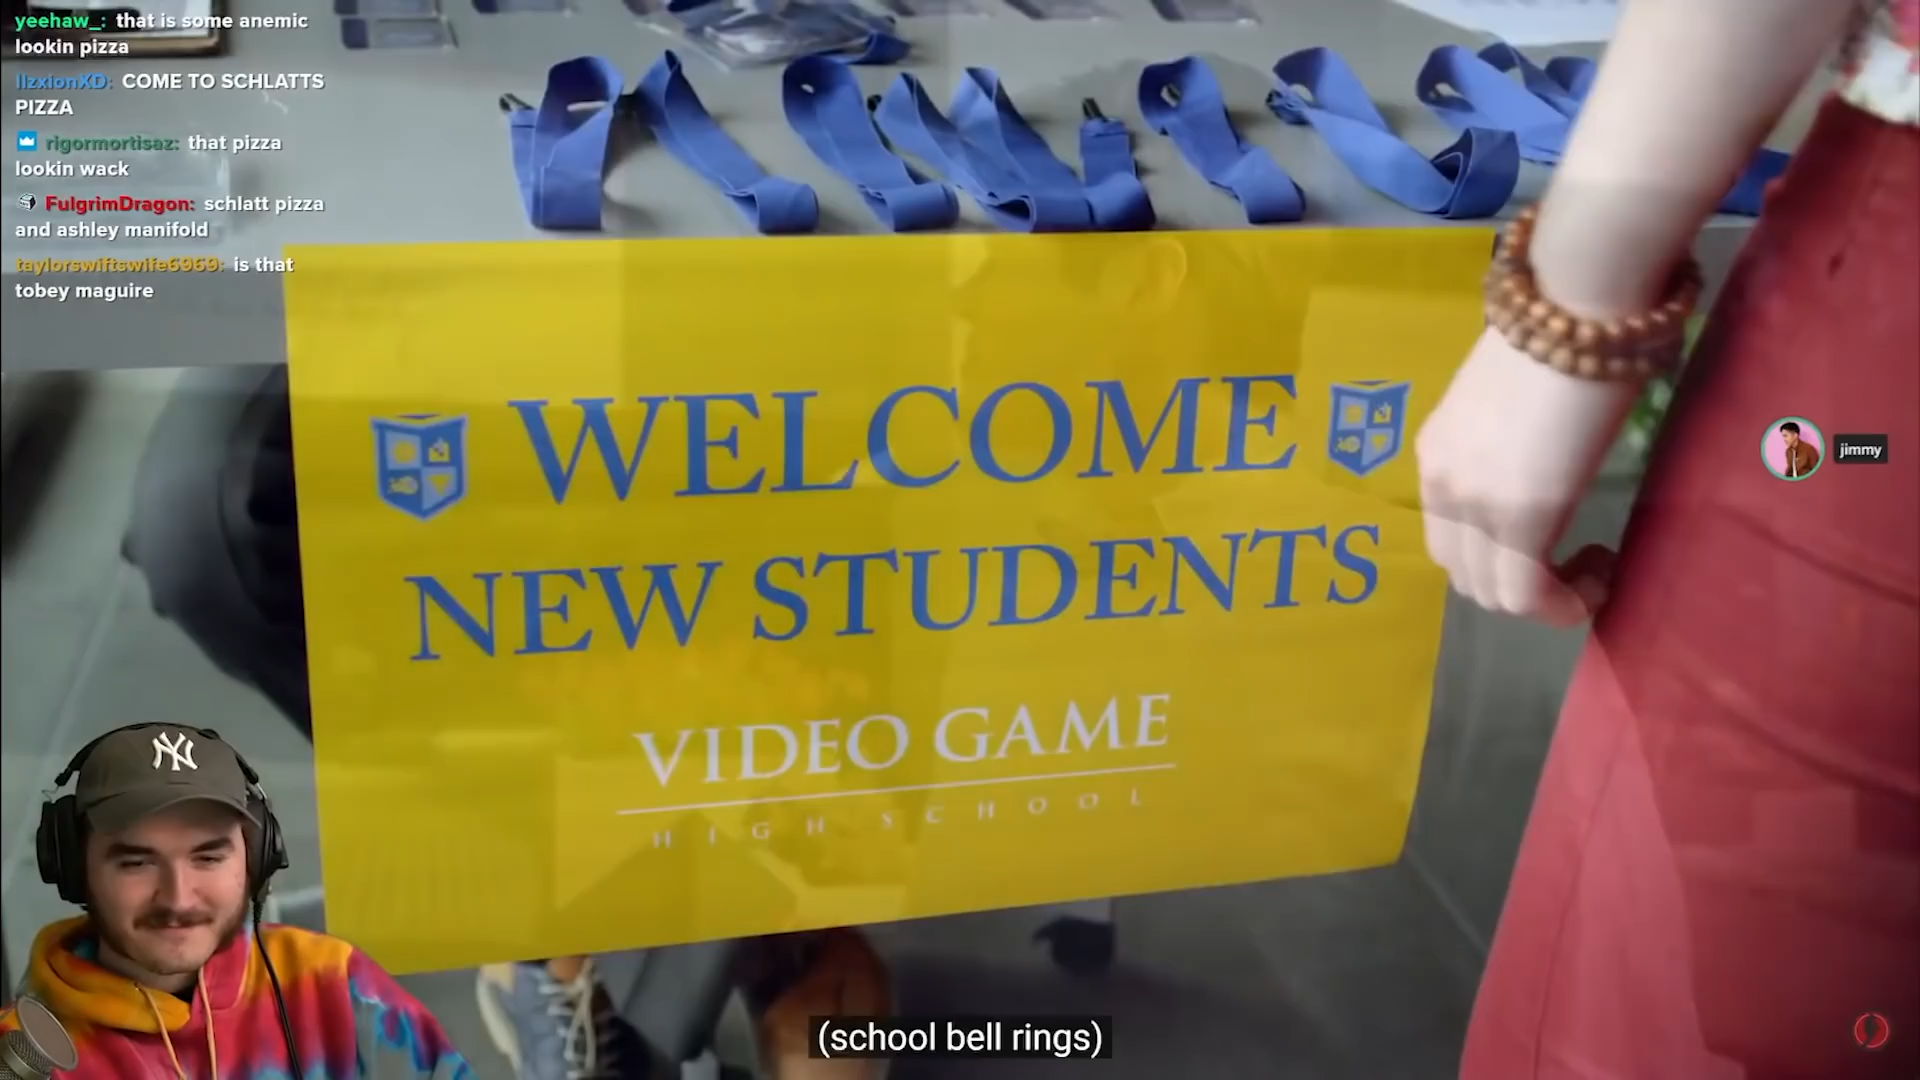 yeehaw_: that is some anemic
lookin pizza
IIzxionXD: COME TO SCHLATTS
PIZZA
rigormortisaz: that pizza
lookin wack
FulgrimDragon: schlatt pizza
and ashley manifold
taylorswiftswife6969: is that
tobey maguire
WELCOME
NEW STUDENTS
VIDEO GAME
HIGH SCHOOL
jimmy
NY
(school bell rings)